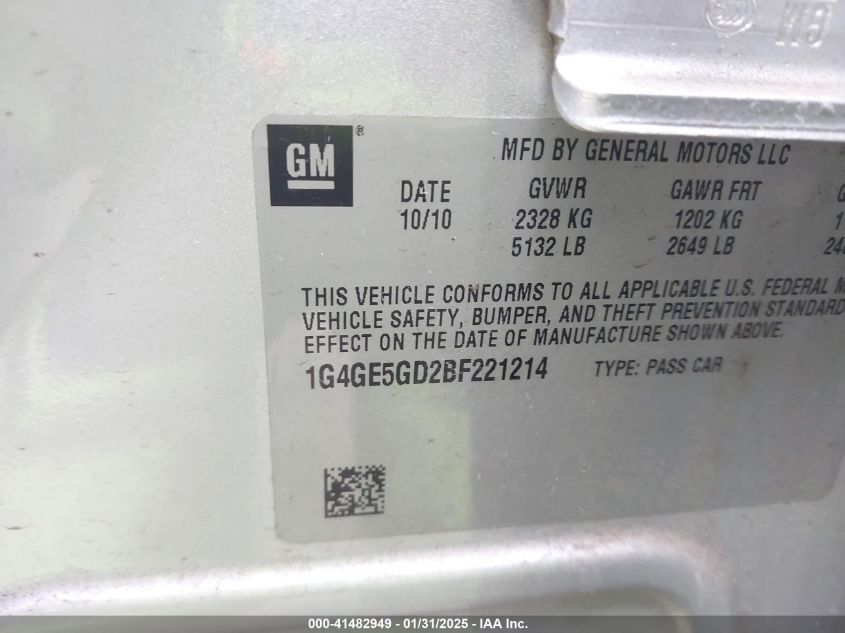 GM
MFD BY GENERAL MOTORS LLC
DATE GVWR GAWR FRT
10/10 2328 KG 1202 KG
5132 LB 2649 LB
THIS VEHICLE CONFORMS TO ALL APPLICABLE U.S. FEDERAL
VEHICLE SAFETY, BUMPER, AND THEFT PREVENTION STANDARD
EFFECT ON THE DATE OF MANUFACTURE SHOWN ABOVE.
1G4GE5GD2BF221214 TYPE: PASS CAR
000-41482949 - 01/31/2025 - IAA Inc.